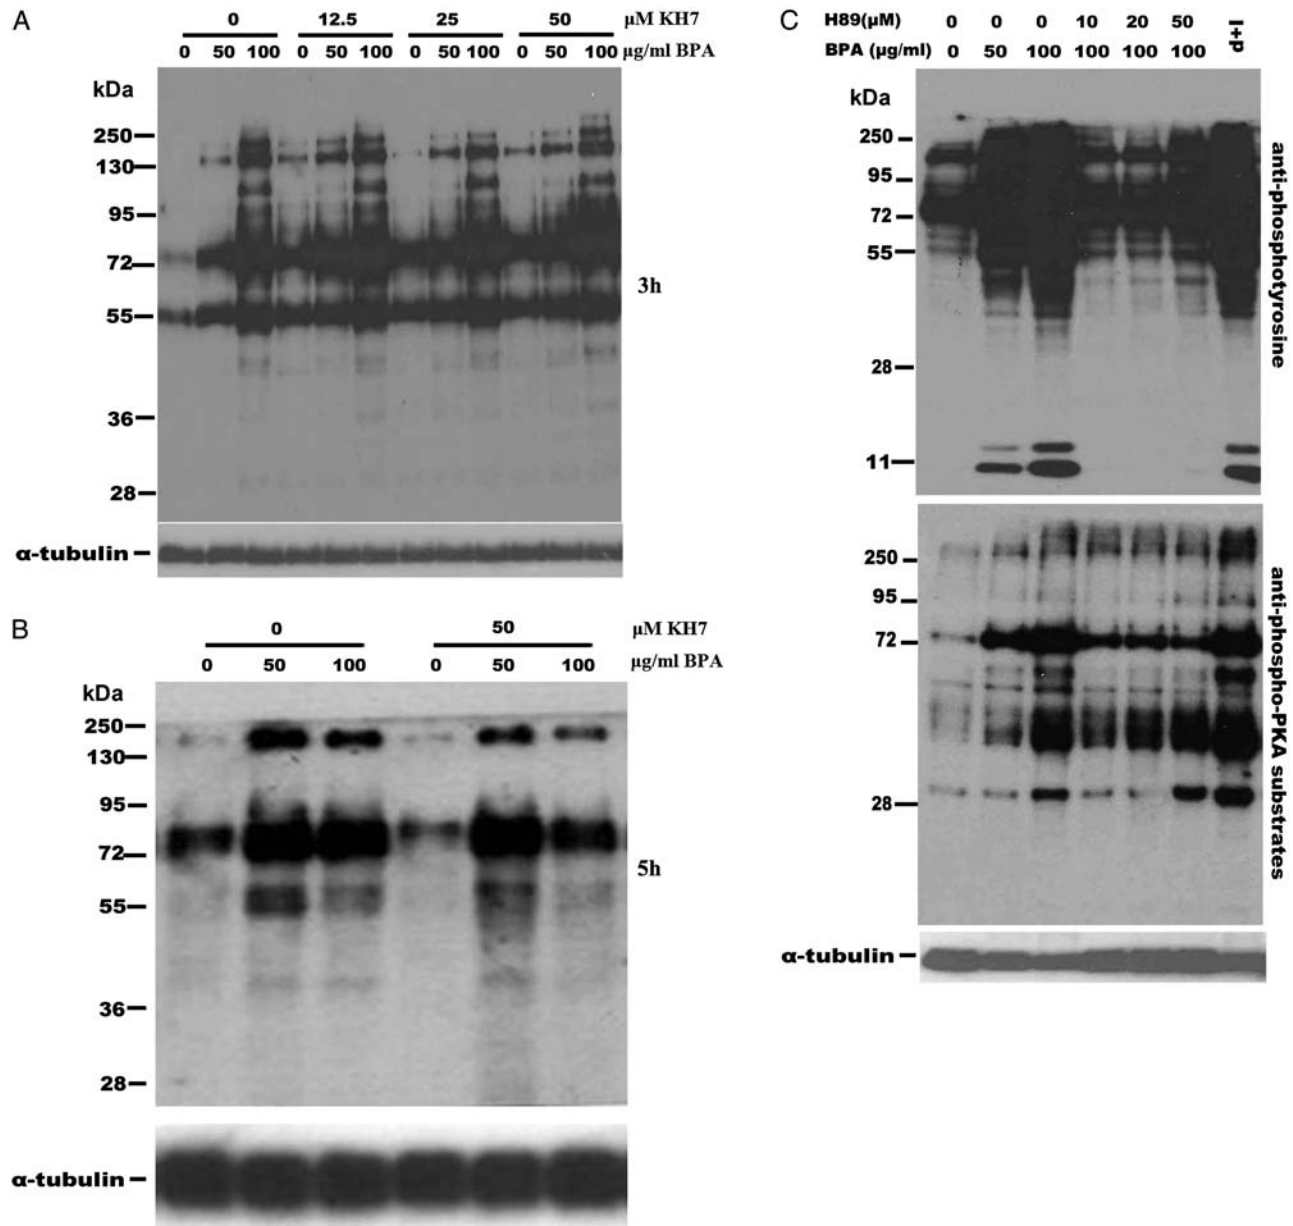 A
0 12.5 25 50 μM KH7
0 50 100 0 50 100 0 50 100 0 50 100 μg/ml BPA
kDa
250
130
95
72
55
36
28
3h
α-tubulin
B
0 50 μM KH7
0 50 100 0 50 100 μg/ml BPA
kDa
250
130
95
72
55
36
28
5h
α-tubulin
C
H89(μM) 0 0 0 10 20 50 I+p
BPA (μg/ml) 0 50 100 100 100 100
kDa
250
95
72
55
28
11
anti-phosphotyrosine
250
95
72
28
anti-phospho-PKA substrates
α-tubulin